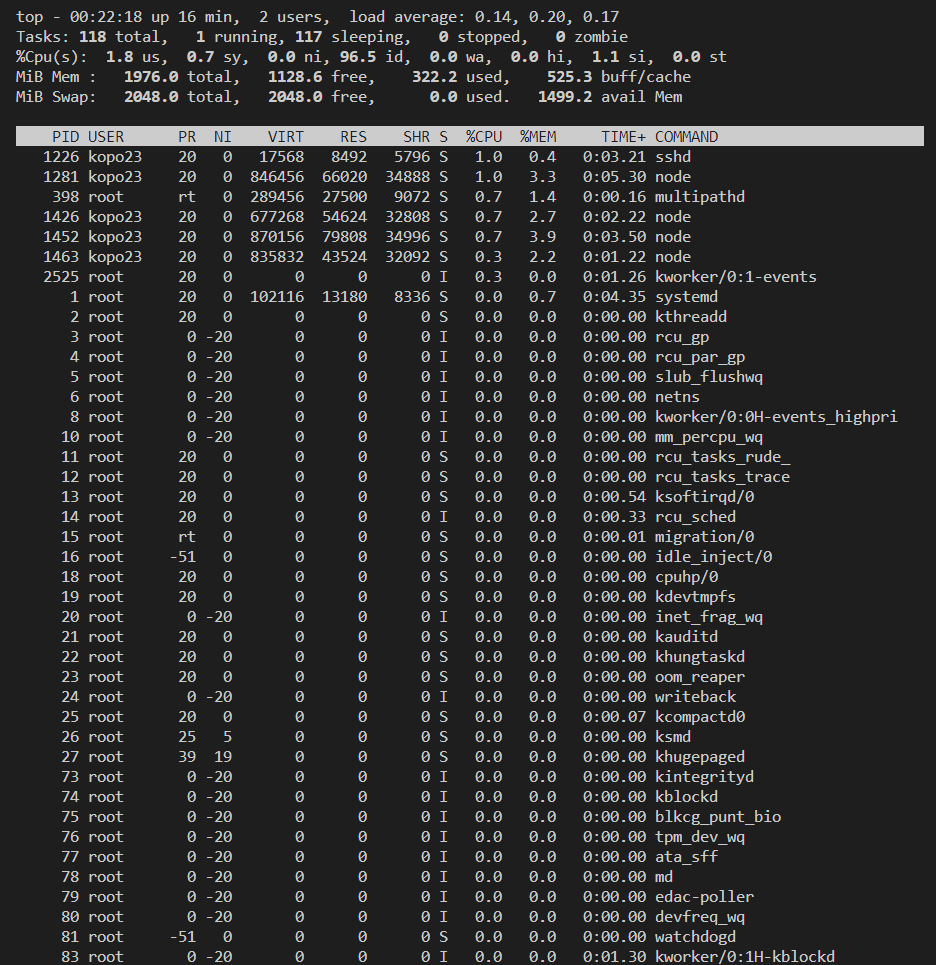 top - 00:22:18 up 16 min,  2 users,  load average: 0.14, 0.20, 0.17
Tasks: 118 total,   1 running, 117 sleeping,   0 stopped,   0 zombie
%Cpu(s):  1.8 us,  0.7 sy,  0.0 ni, 96.5 id,  0.0 wa,  0.0 hi,  1.1 si,  0.0 st
MiB Mem :   1976.0 total,   1128.6 free,    322.2 used,    525.3 buff/cache
MiB Swap:   2048.0 total,   2048.0 free,      0.0 used.   1499.2 avail Mem
PID USER      PR  NI    VIRT    RES    SHR S  %CPU  %MEM     TIME+ COMMAND
1226 kopo23    20   0   17568   8492   5796 S   1.0   0.4   0:03.21 sshd
1281 kopo23    20   0  846456  66020  34888 S   1.0   3.3   0:05.30 node
398 root      rt   0  289456  27500   9072 S   0.7   1.4   0:00.16 multipathd
1426 kopo23    20   0  677268  54624  32808 S   0.7   2.7   0:02.22 node
1452 kopo23    20   0  870156  79808  34996 S   0.7   3.9   0:03.50 node
1463 kopo23    20   0  835832  43524  32092 S   0.3   2.2   0:01.22 node
2525 root      20   0       0      0      0 I   0.3   0.0   0:01.26 kworker/0:1-events
1 root      20   0  102116  13180   8336 S   0.0   0.7   0:04.35 systemd
2 root      20   0       0      0      0 S   0.0   0.0   0:00.00 kthreadd
3 root       0 -20       0      0      0 I   0.0   0.0   0:00.00 rcu_gp
4 root       0 -20       0      0      0 I   0.0   0.0   0:00.00 rcu_par_gp
5 root       0 -20       0      0      0 I   0.0   0.0   0:00.00 slub_flushwq
6 root       0 -20       0      0      0 I   0.0   0.0   0:00.00 netns
8 root       0 -20       0      0      0 I   0.0   0.0   0:00.00 kworker/0:0H-events_highpri
10 root       0 -20       0      0      0 I   0.0   0.0   0:00.00 mm_percpu_wq
11 root      20   0       0      0      0 S   0.0   0.0   0:00.00 rcu_tasks_rude_
12 root      20   0       0      0      0 S   0.0   0.0   0:00.00 rcu_tasks_trace
13 root      20   0       0      0      0 S   0.0   0.0   0:00.54 ksoftirqd/0
14 root      20   0       0      0      0 I   0.0   0.0   0:00.33 rcu_sched
15 root      rt   0       0      0      0 S   0.0   0.0   0:00.01 migration/0
16 root     -51   0       0      0      0 S   0.0   0.0   0:00.00 idle_inject/0
18 root      20   0       0      0      0 S   0.0   0.0   0:00.00 cpuhp/0
19 root      20   0       0      0      0 S   0.0   0.0   0:00.00 kdevtmpfs
20 root       0 -20       0      0      0 I   0.0   0.0   0:00.00 inet_frag_wq
21 root      20   0       0      0      0 S   0.0   0.0   0:00.00 kauditd
22 root      20   0       0      0      0 S   0.0   0.0   0:00.00 khungtaskd
23 root      20   0       0      0      0 S   0.0   0.0   0:00.00 oom_reaper
24 root       0 -20       0      0      0 I   0.0   0.0   0:00.00 writeback
25 root      20   0       0      0      0 S   0.0   0.0   0:00.07 kcompactd0
26 root      25   5       0      0      0 S   0.0   0.0   0:00.00 ksmd
27 root      39  19       0      0      0 S   0.0   0.0   0:00.00 khugepaged
73 root       0 -20       0      0      0 I   0.0   0.0   0:00.00 kintegrityd
74 root       0 -20       0      0      0 I   0.0   0.0   0:00.00 kblockd
75 root       0 -20       0      0      0 I   0.0   0.0   0:00.00 blkcg_punt_bio
76 root       0 -20       0      0      0 I   0.0   0.0   0:00.00 tpm_dev_wq
77 root       0 -20       0      0      0 I   0.0   0.0   0:00.00 ata_sff
78 root       0 -20       0      0      0 I   0.0   0.0   0:00.00 md
79 root       0 -20       0      0      0 I   0.0   0.0   0:00.00 edac-poller
80 root       0 -20       0      0      0 I   0.0   0.0   0:00.00 devfreq_wq
81 root     -51   0       0      0      0 S   0.0   0.0   0:00.00 watchdogd
83 root       0 -20       0      0      0 I   0.0   0.0   0:01.30 kworker/0:1H-kblockd